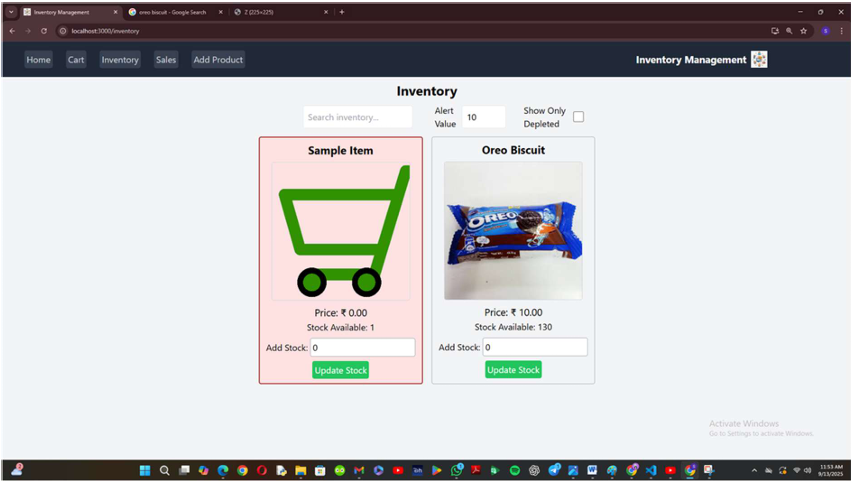 Inventory Management
oreo biscuit - Google Search
Z (225×225)
localhost:3000/inventory
Home
Cart
Inventory
Sales
Add Product
Inventory Management
Inventory
Search inventory...
Alert
Value
10
Show Only
Depleted
Sample Item
Price: ₹ 0.00
Stock Available: 1
Add Stock: 0
Update Stock
Oreo Biscuit
OREO
Price: ₹ 10.00
Stock Available: 130
Add Stock: 0
Update Stock
Activate Windows
Go to Settings to activate Windows.
11:53 AM
9/13/2025